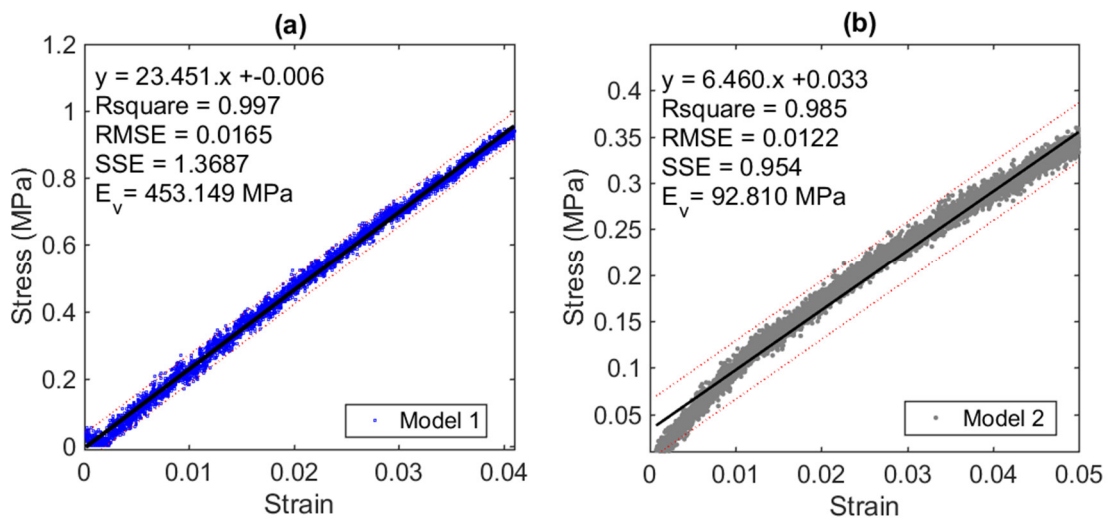 (a)
1.2
1
0.8
0.6
0.4
0.2
0
Stress (MPa)
y = 23.451.x +-0.006
Rsquare = 0.997
RMSE = 0.0165
SSE = 1.3687
Ev= 453.149 MPa
Model 1
0 0.01 0.02 0.03 0.04
Strain
(b)
0.4
0.35
0.3
0.25
0.2
0.15
0.1
0.05
Stress (MPa)
y = 6.460.x +0.033
Rsquare = 0.985
RMSE = 0.0122
SSE = 0.954
Ev= 92.810 MPa
Model 2
0 0.01 0.02 0.03 0.04 0.05
Strain